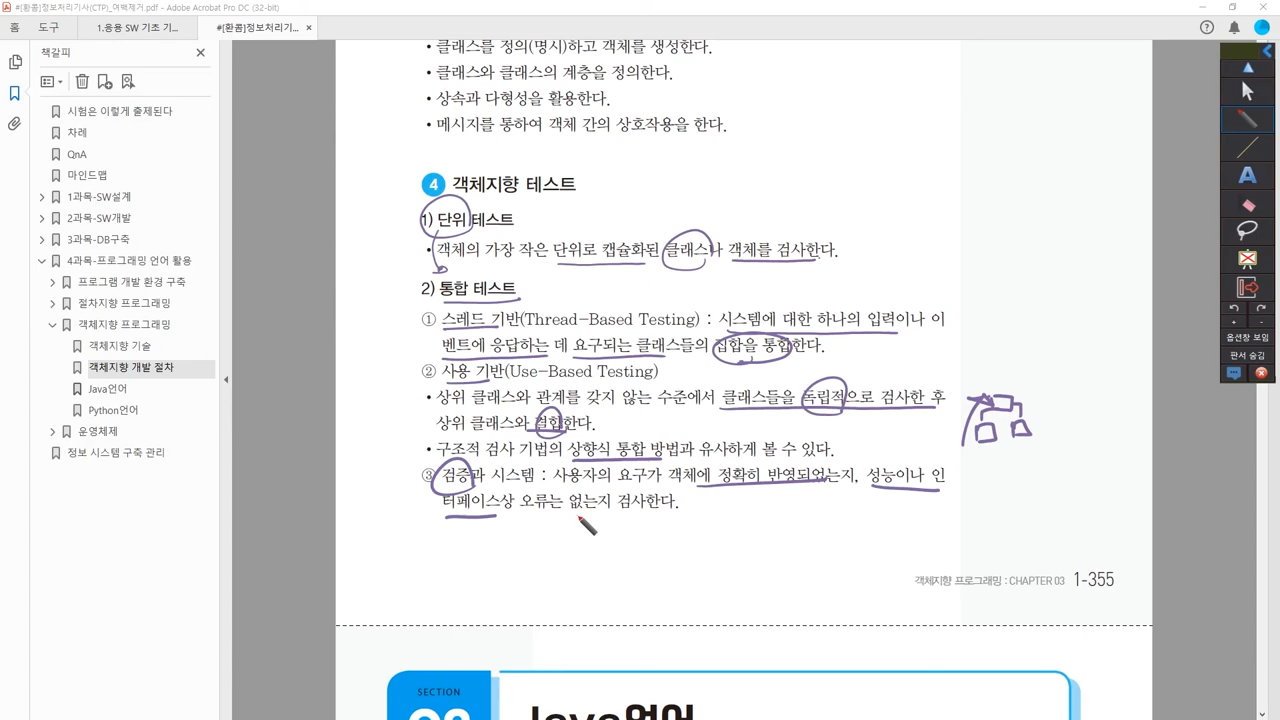 #[환콤]정보처리기사(CTP)_여백제거.pdf - Adobe Acrobat Pro DC (32-bit)
홈
도구
1.응용 SW 기초 기...
#[환콤]정보처리기...
책갈피
시험은 이렇게 출제된다
차례
QnA
마인드맵
1과목-SW설계
2과목-SW개발
3과목-DB구축
4과목-프로그래밍 언어 활용
프로그램 개발 환경 구축
절차지향 프로그래밍
객체지향 프로그래밍
객체지향 기술
객체지향 개발 절차
Java언어
Python언어
운영체제
정보 시스템 구축 관리
• 클래스를 정의(명시)하고 객체를 생성한다.
• 클래스와 클래스의 계층을 정의한다.
• 상속과 다형성을 활용한다.
• 메시지를 통하여 객체 간의 상호작용을 한다.
4 객체지향 테스트
1) 단위 테스트
• 객체의 가장 작은 단위로 캡슐화된 클래스나 객체를 검사한다.
2) 통합 테스트
① 스레드 기반(Thread-Based Testing) : 시스템에 대한 하나의 입력이나 이
벤트에 응답하는 데 요구되는 클래스들의 집합을 통합한다.
② 사용 기반(Use-Based Testing)
• 상위 클래스와 관계를 갖지 않는 수준에서 클래스들을 독립적으로 검사한 후
상위 클래스와 결합한다.
• 구조적 검사 기법의 상향식 통합 방법과 유사하게 볼 수 있다.
③ 검증과 시스템 : 사용자의 요구가 객체에 정확히 반영되었는지, 성능이나 인
터페이스상 오류는 없는지 검사한다.
객체지향 프로그래밍 : CHAPTER 03 1-355
SECTION
Java언어
옵션창 보임
판서 숨김